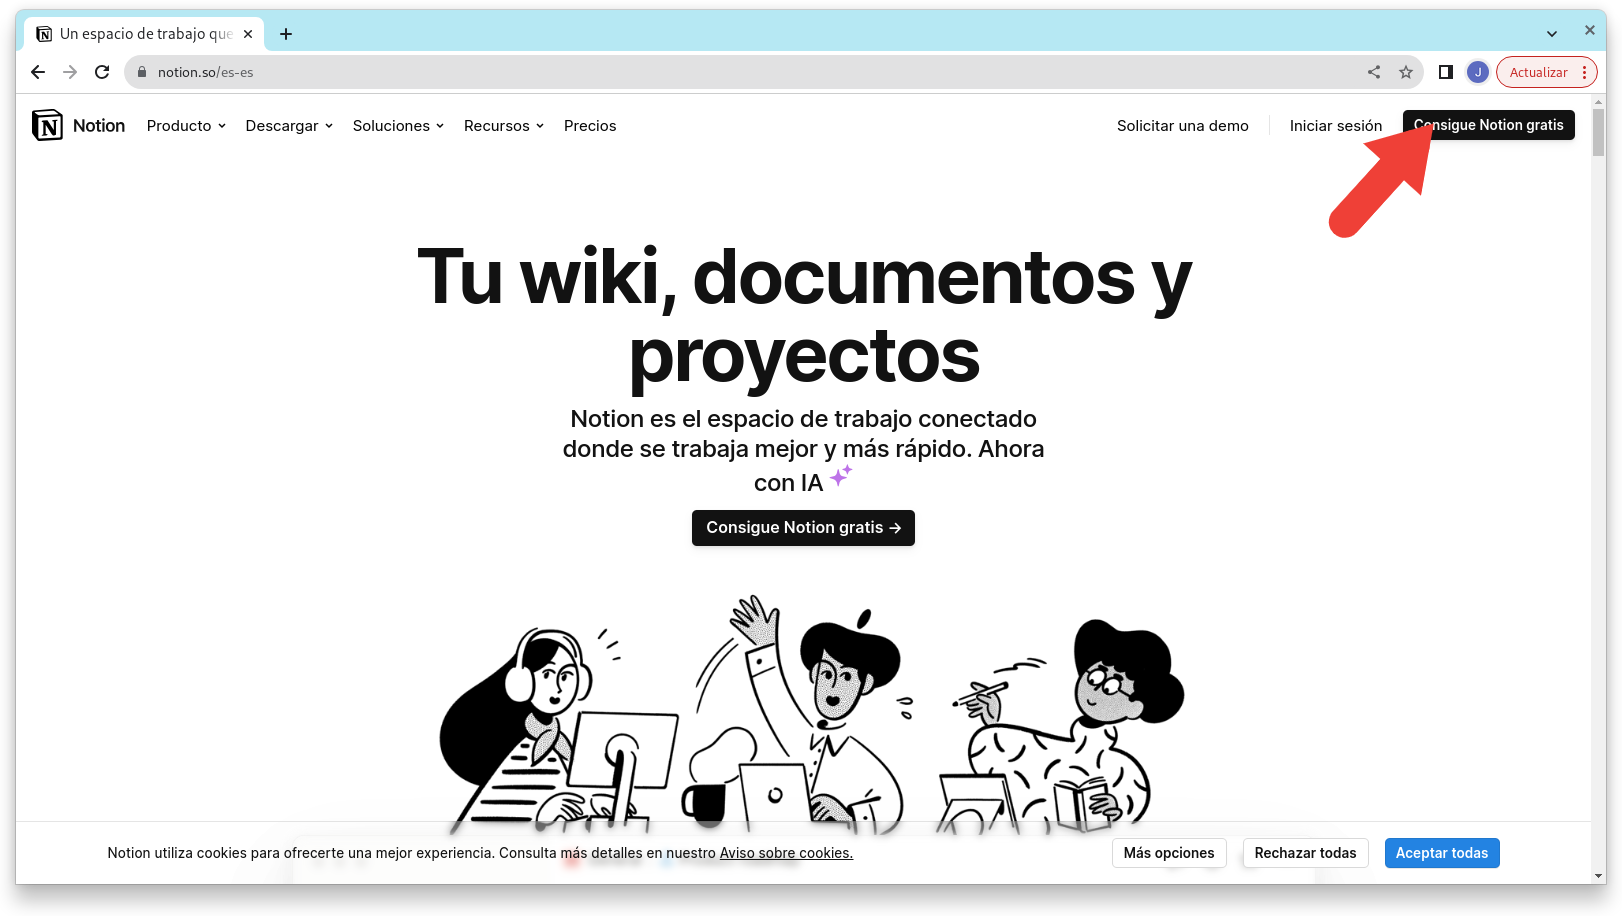 Un espacio de trabajo que
notion.so/es-es
J
Actualizar
Notion
Producto
Descargar
Soluciones
Recursos
Precios
Solicitar una demo
Iniciar sesión
Consigue Notion gratis
Tu wiki, documentos y
proyectos
Notion es el espacio de trabajo conectado
donde se trabaja mejor y más rápido. Ahora
con IA
Consigue Notion gratis →
Notion utiliza cookies para ofrecerte una mejor experiencia. Consulta más detalles en nuestro Aviso sobre cookies.
Más opciones
Rechazar todas
Aceptar todas